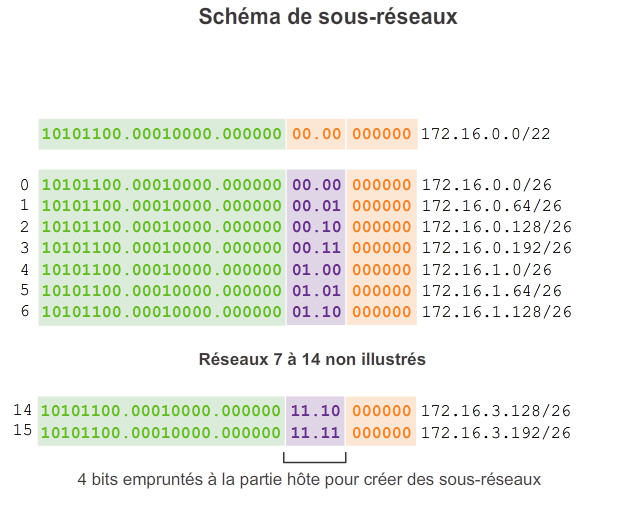 Schéma de sous-réseaux
10101100.00010000.000000 00.00 000000 172.16.0.0/22
0 10101100.00010000.000000 00.00 000000 172.16.0.0/26
1 10101100.00010000.000000 00.01 000000 172.16.0.64/26
2 10101100.00010000.000000 00.10 000000 172.16.0.128/26
3 10101100.00010000.000000 00.11 000000 172.16.0.192/26
4 10101100.00010000.000000 01.00 000000 172.16.1.0/26
5 10101100.00010000.000000 01.01 000000 172.16.1.64/26
6 10101100.00010000.000000 01.10 000000 172.16.1.128/26
Réseaux 7 à 14 non illustrés
14 10101100.00010000.000000 11.10 000000 172.16.3.128/26
15 10101100.00010000.000000 11.11 000000 172.16.3.192/26
4 bits empruntés à la partie hôte pour créer des sous-réseaux